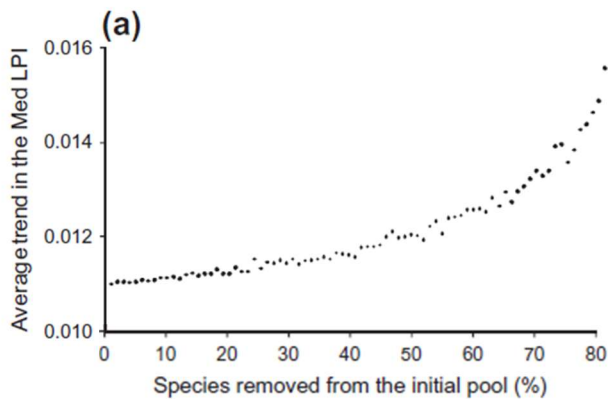 (a)
Average trend in the Med LPI
0.016
0.014
0.012
0.010
0 10 20 30 40 50 60 70 80
Species removed from the initial pool (%)